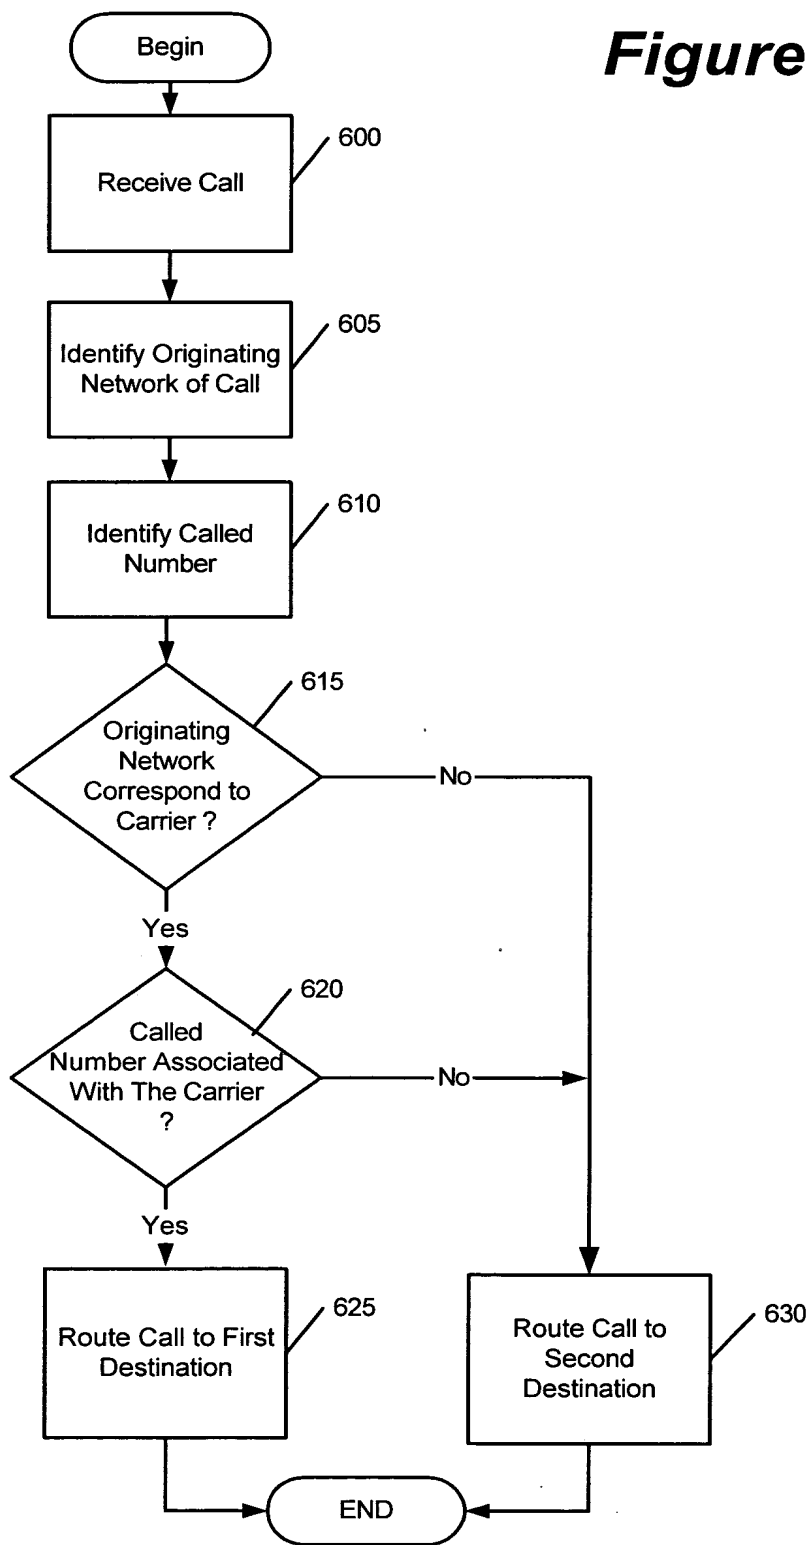 Begin
Figure
Receive Call
600
605
Identify Originating
Network of Call
610
Identify Called
Number
615
Originating
Network
Correspond to
Carrier ?
No
Yes
620
Called
Number Associated
With The Carrier
?
No
Yes
625
Route Call to First
Destination
630
Route Call to
Second
Destination
END